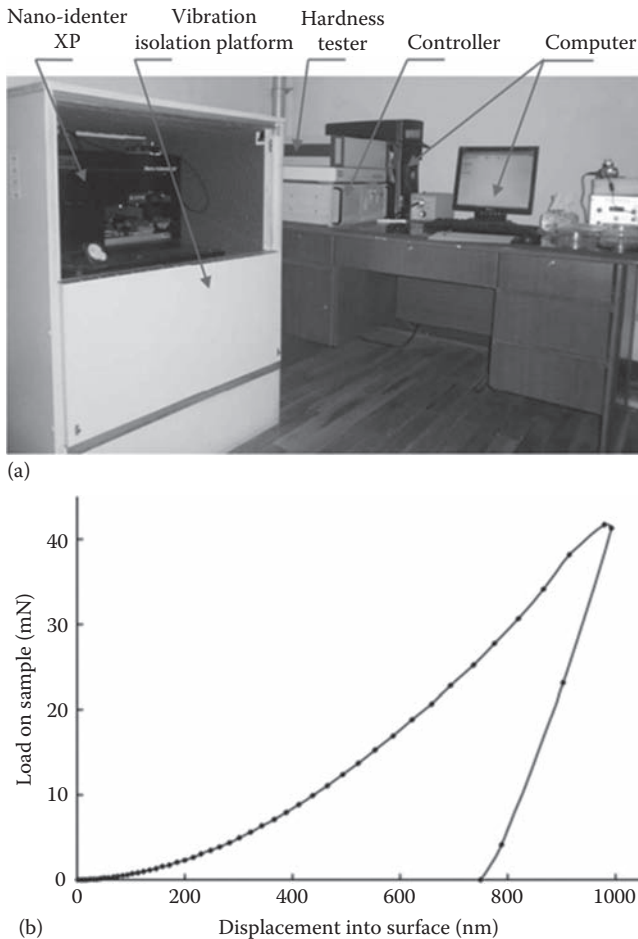 Nano-identer
XP
Vibration
isolation platform
Hardness
tester
Controller
Computer
(a)
40
30
20
10
0
Load on sample (mN)
0 200 400 600 800 1000
Displacement into surface (nm)
(b)